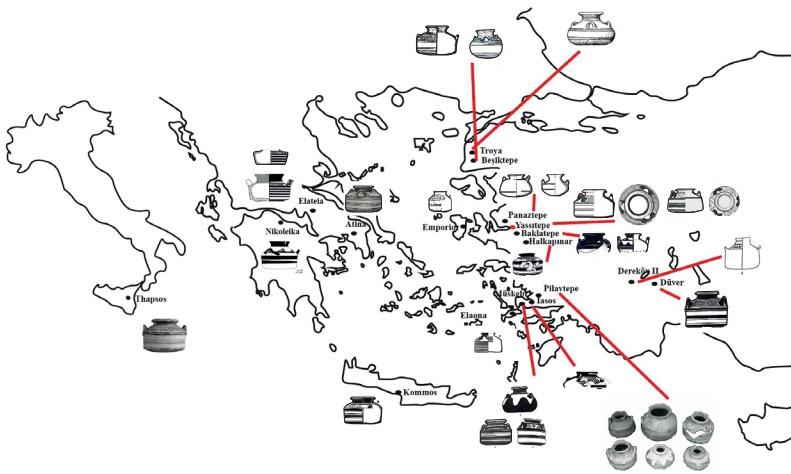 Troya
Beşiktepe
Elateia
Atina
Nikoleika
Emporio
Panaztepe
Yassıtepe
Baklatepe
Halkapınar
Dereköy II
Düver
Pilavtepe
Müskebi
Iasos
Elaona
Thapsos
Kommos